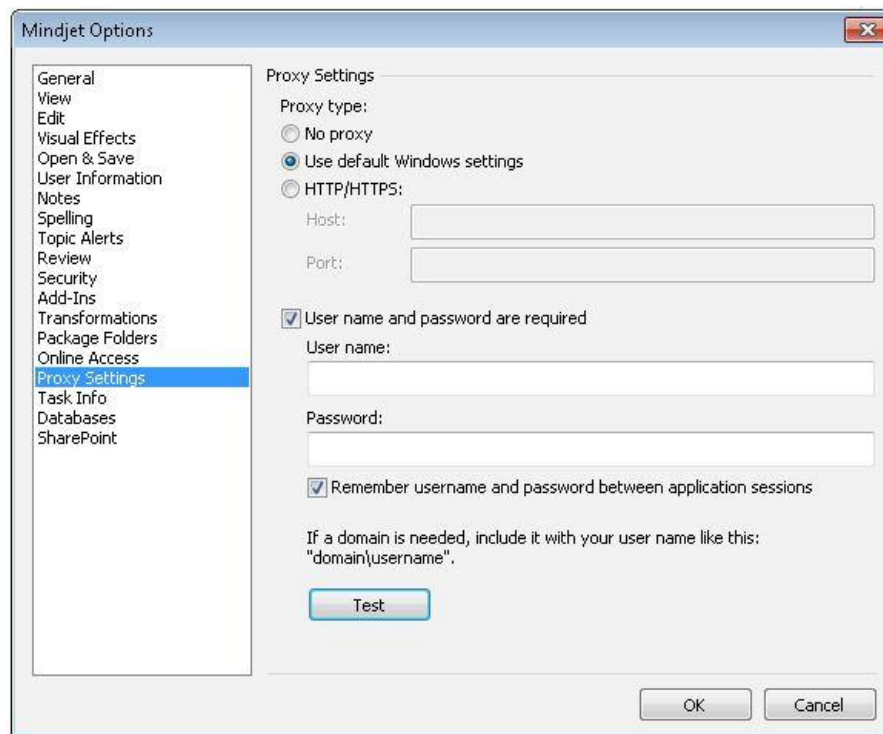 Mindjet Options
General
View
Edit
Visual Effects
Open & Save
User Information
Notes
Spelling
Topic Alerts
Review
Security
Add-Ins
Transformations
Package Folders
Online Access
Proxy Settings
Task Info
Databases
SharePoint
Proxy Settings
Proxy type:
No proxy
Use default Windows settings
HTTP/HTTPS:
Host:
Port:
User name and password are required
User name:
Password:
Remember username and password between application sessions
If a domain is needed, include it with your user name like this:
"domain\username".
Test
OK
Cancel